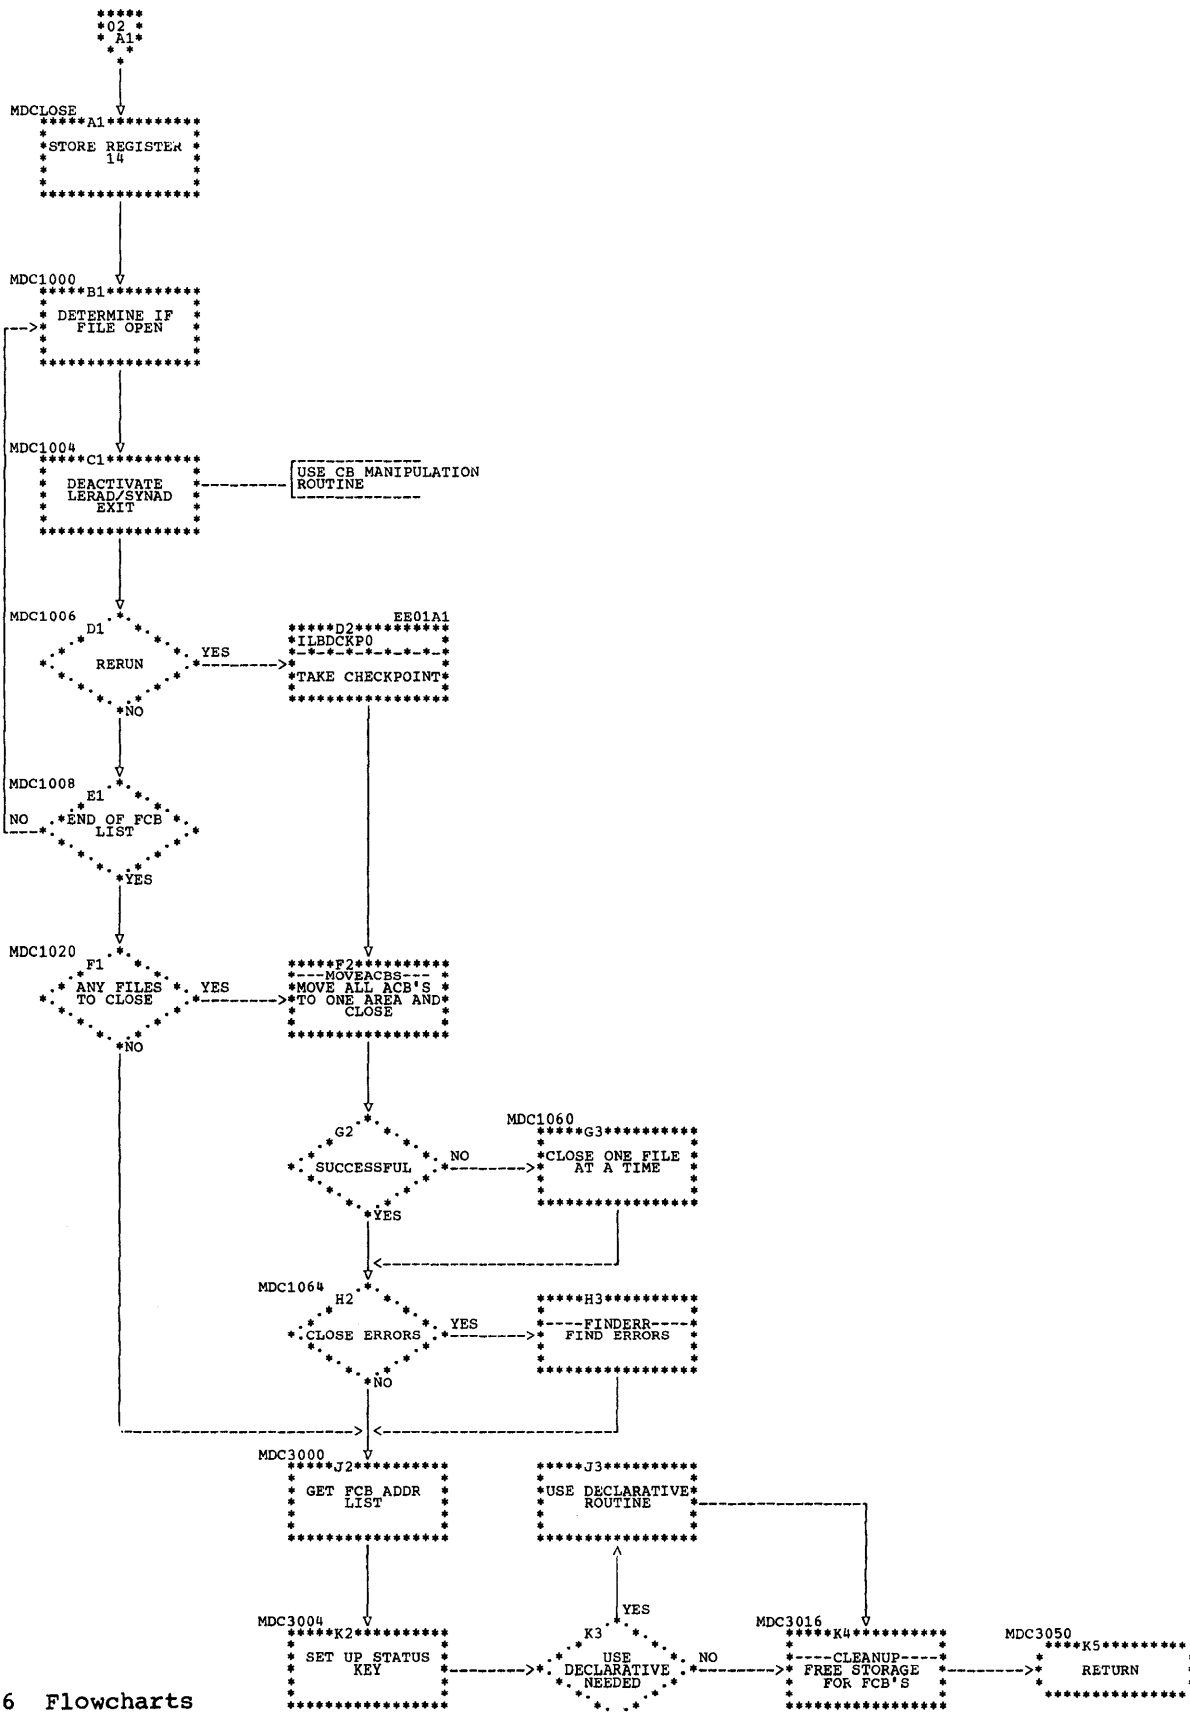 02
A1
MDCLOSE
A1
STORE REGISTER
14
MDC1000
B1
DETERMINE IF
FILE OPEN
MDC1004
C1
DEACTIVATE
LERAD/SYNAD
EXIT
USE CB MANIPULATION
ROUTINE
MDC1006
D1
RERUN
YES
NO
EE01A1
D2
ILBDCKP0
TAKE CHECKPOINT
MDC1008
E1
END OF FCB
LIST
NO
YES
MDC1020
F1
ANY FILES
TO CLOSE
YES
NO
F2
---MOVEACBS---
MOVE ALL ACB'S
TO ONE AREA AND
CLOSE
G2
SUCCESSFUL
NO
YES
MDC1060
G3
CLOSE ONE FILE
AT A TIME
MDC1064
H2
CLOSE ERRORS
YES
NO
H3
----FINDERR----
FIND ERRORS
MDC3000
J2
GET FCB ADDR
LIST
J3
USE DECLARATIVE
ROUTINE
MDC3004
K2
SET UP STATUS
KEY
YES
K3
USE
DECLARATIVE
NEEDED
NO
MDC3016
K4
----CLEANUP----
FREE STORAGE
FOR FCB'S
MDC3050
K5
RETURN
6 Flowcharts